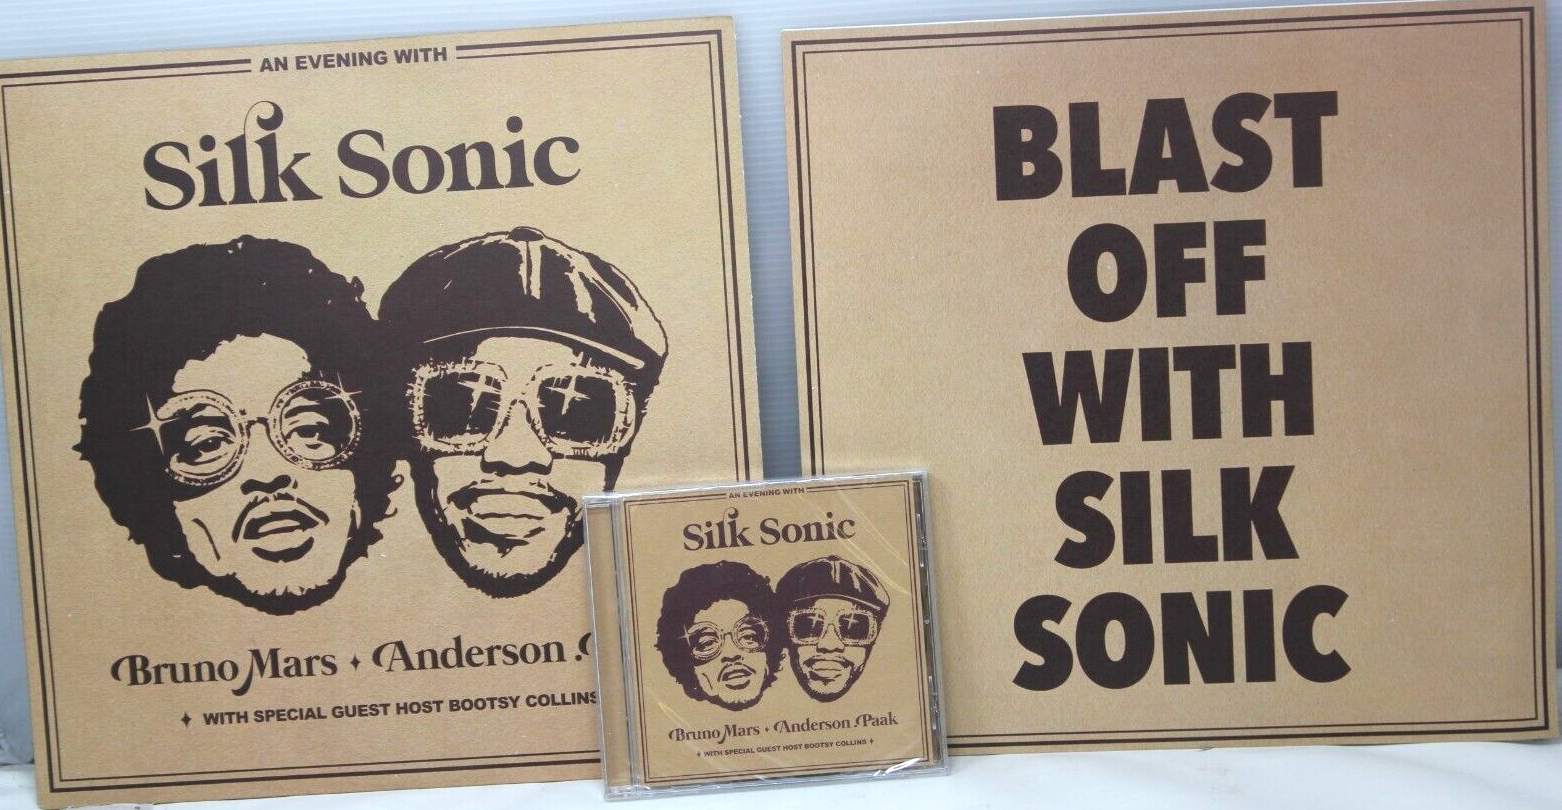 AN EVENING WITH
Silk Sonic
Bruno Mars ✦ Anderson .
✦ WITH SPECIAL GUEST HOST BOOTSY COLLINS
AN EVENING WITH
Silk Sonic
Bruno Mars ✦ Anderson .Paak
✦ WITH SPECIAL GUEST HOST BOOTSY COLLINS ✦
BLAST
OFF
WITH
SILK
SONIC